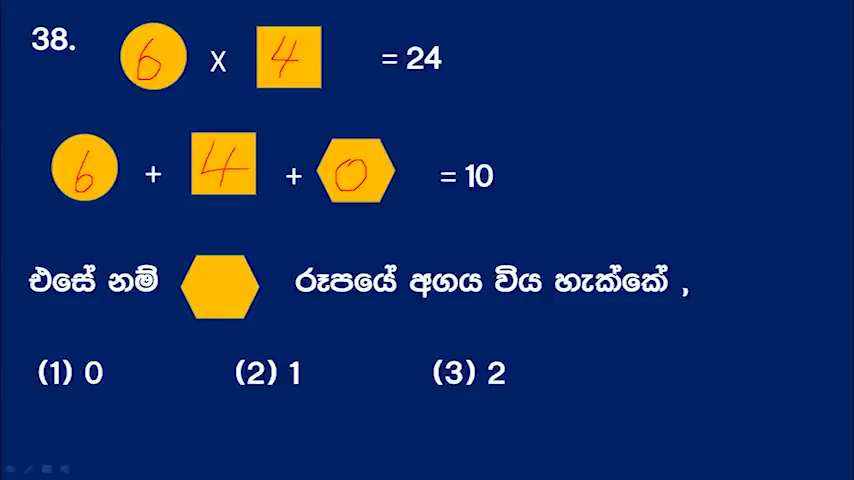 38. 6 x 4 = 24
6 + 4 + 0 = 10
එසේ නම් රූපයේ අගය විය හැක්කේ ,
(1) 0 (2) 1 (3) 2